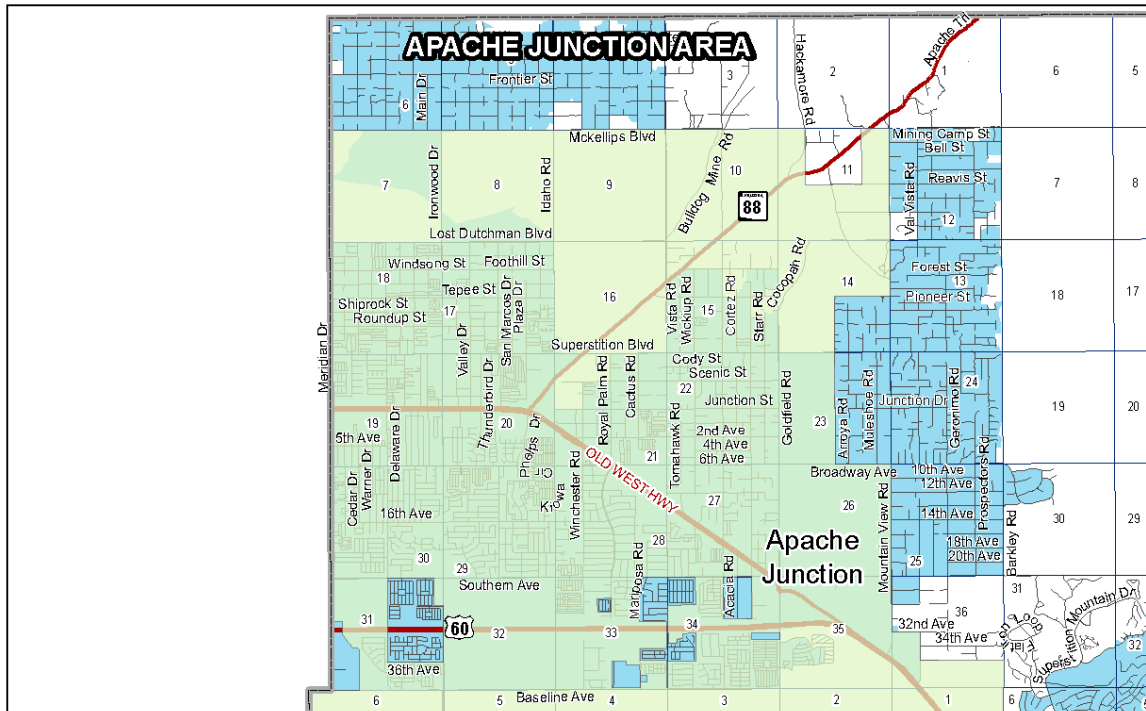 APACHE JUNCTION AREA
Apache Trl
Hackamore Rd
3
2
1
6
5
Frontier St
6
Main Dr
Mckellips Blvd
Mining Camp St
Bell St
7
Ironwood Dr
8
Idaho Rd
9
Bulldog Mine Rd
10
11
Val Vista Rd
Reavis St
7
8
88
12
Lost Dutchman Blvd
Windsong St
Foothill St
Cocopah Rd
Forest St
18
Tepee St
San Marcos Dr
Plaza Dr
16
14
13
Shiprock St
17
Vista Rd
Wickiup Rd
15
Cortez Rd
Starr Rd
Pioneer St
18
17
Roundup St
Meridian Dr
Valley Dr
Superstition Blvd
Thunderbird Dr
Royal Palm Rd
Cactus Rd
Cody St
Scenic St
22
Goldfield Rd
Arroya Rd
Muleshoe Rd
Geronimo Rd
24
Junction St
Junction Dr
19
5th Ave
Delaware Dr
20
Phelps Dr
Tomahawk Rd
2nd Ave
4th Ave
6th Ave
23
19
20
21
OLD WEST HWY
Broadway Ave
10th Ave
12th Ave
Prospectors Rd
Cedar Dr
Warner Dr
Kiowa Cir
Winchester Rd
16th Ave
27
26
Mountain View Rd
14th Ave
30
29
28
Apache
Junction
18th Ave
20th Ave
Barkley Rd
30
29
25
Southern Ave
Mariposa Rd
Acacia Rd
31
Superstition Mountain Dr
31
60
32
33
34
35
36
32nd Ave
34th Ave
32
36th Ave
6
5
Baseline Ave
4
3
2
1
6